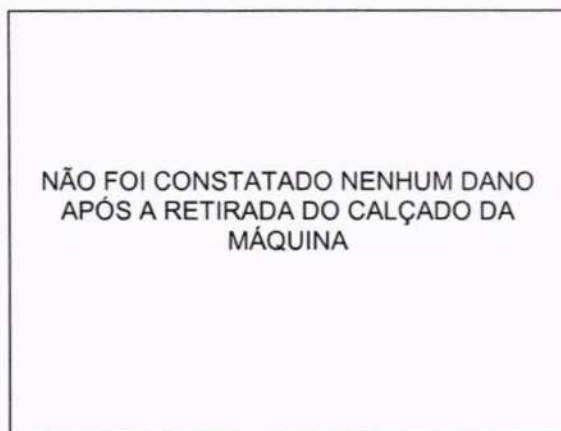 NÃO FOI CONSTATADO NENHUM DANO
APÓS A RETIRADA DO CALÇADO DA
MÁQUINA